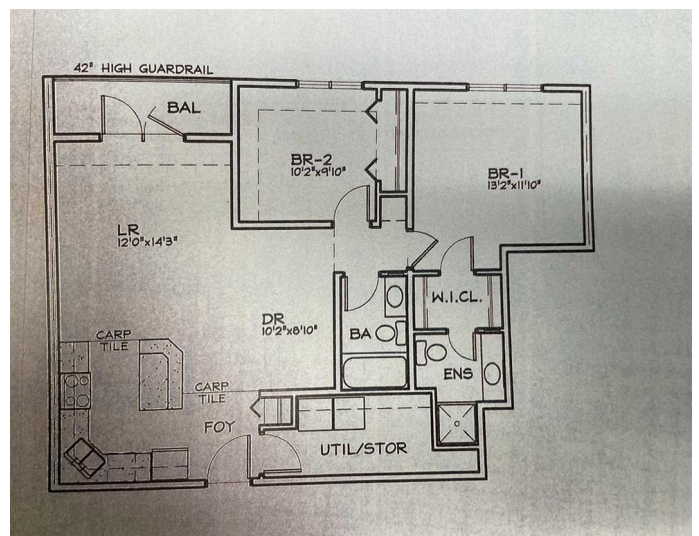 42" HIGH GUARDRAIL
BAL
BR-2
10'2"x9'10"
BR-1
13'2"x11'10"
LR
12'0"x14'3"
W.I.CL.
DR
10'2"x8'10"
BA
CARP
TILE
ENS
CARP
TILE
FOY
UTIL/STOR